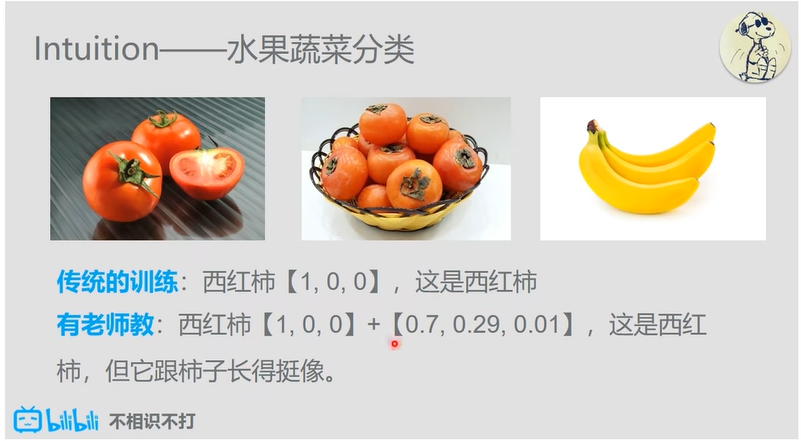 Intuition——水果蔬菜分类
传统的训练：西红柿【1, 0, 0】，这是西红柿
有老师教：西红柿【1, 0, 0】+【0.7, 0.29, 0.01】，这是西红
柿，但它跟柿子长得挺像。
bilibili 不相识不打